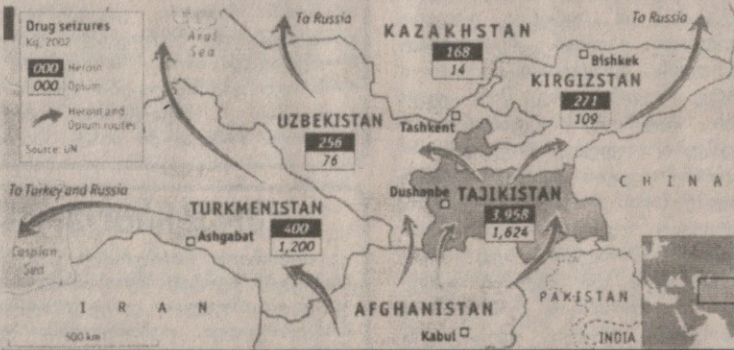 Drug seizures
Kg, 2002
000 Heroin
000 Opium
Heroin and
Opium routes
Source: UN
Aral
Sea
To Russia
KAZAKHSTAN
168
14
To Russia
Bishkek
KIRGIZSTAN
271
109
UZBEKISTAN
256
76
Tashkent
CHINA
To Turkey and Russia
Dushanbe
TAJIKISTAN
3,958
1,624
TURKMENISTAN
400
1,200
Ashgabat
Caspian
Sea
IRAN
AFGHANISTAN
Kabul
PAKISTAN
INDIA
500 km